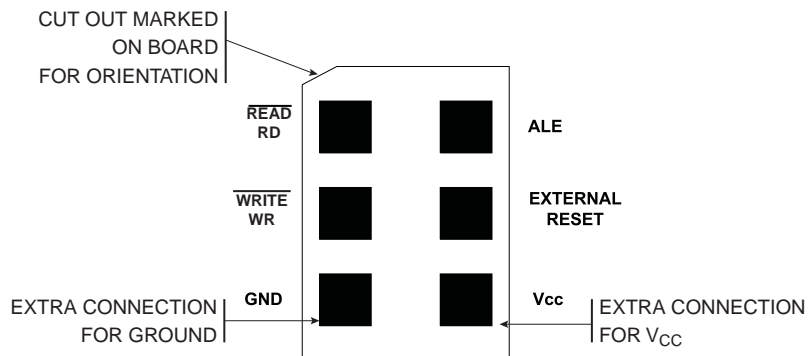 CUT OUT MARKED
ON BOARD
FOR ORIENTATION
READ
RD
ALE
WRITE
WR
EXTERNAL
RESET
GND
Vcc
EXTRA CONNECTION
FOR GROUND
EXTRA CONNECTION
FOR VCC